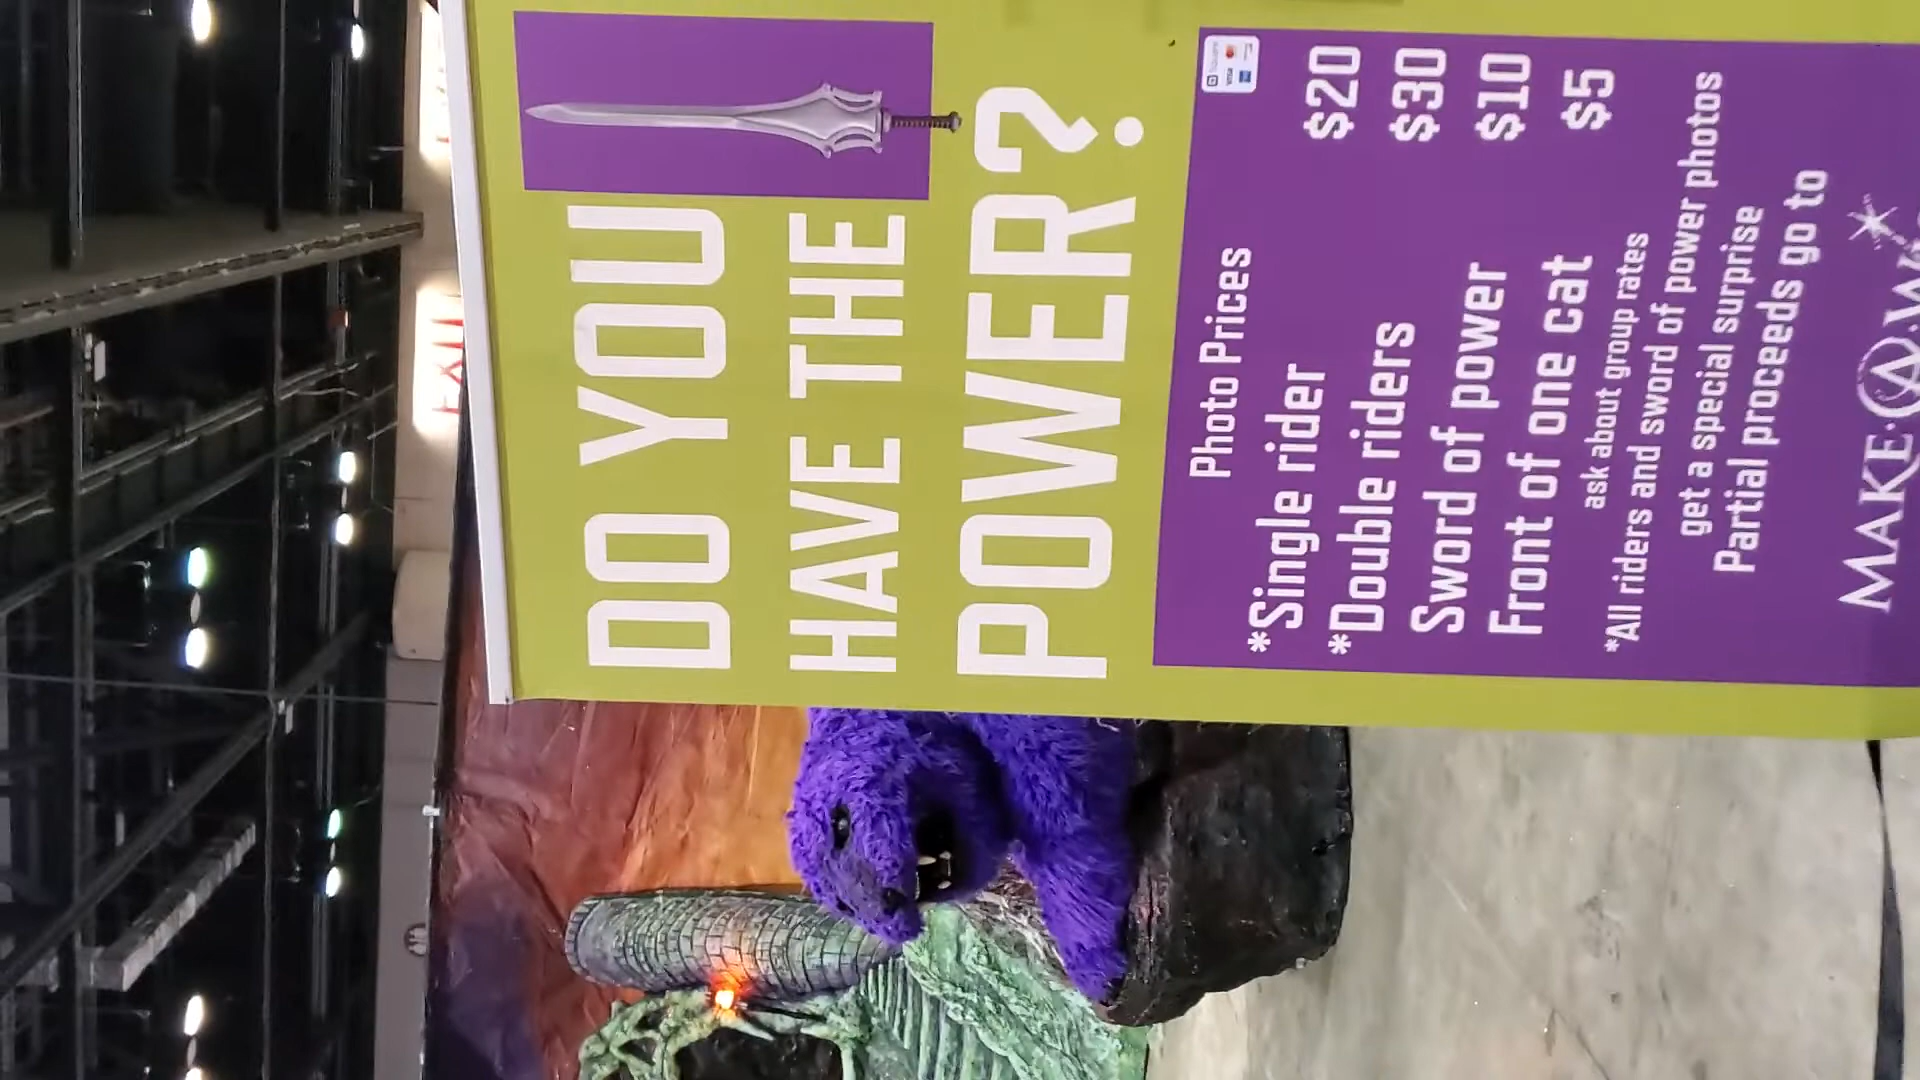 DO YOU
HAVE THE
POWER?
Photo Prices
*Single rider $20
*Double riders $30
Sword of power $10
Front of one cat $5
ask about group rates
*All riders and sword of power photos
get a special surprise
Partial proceeds go to
MAKE·A·W
EXIT